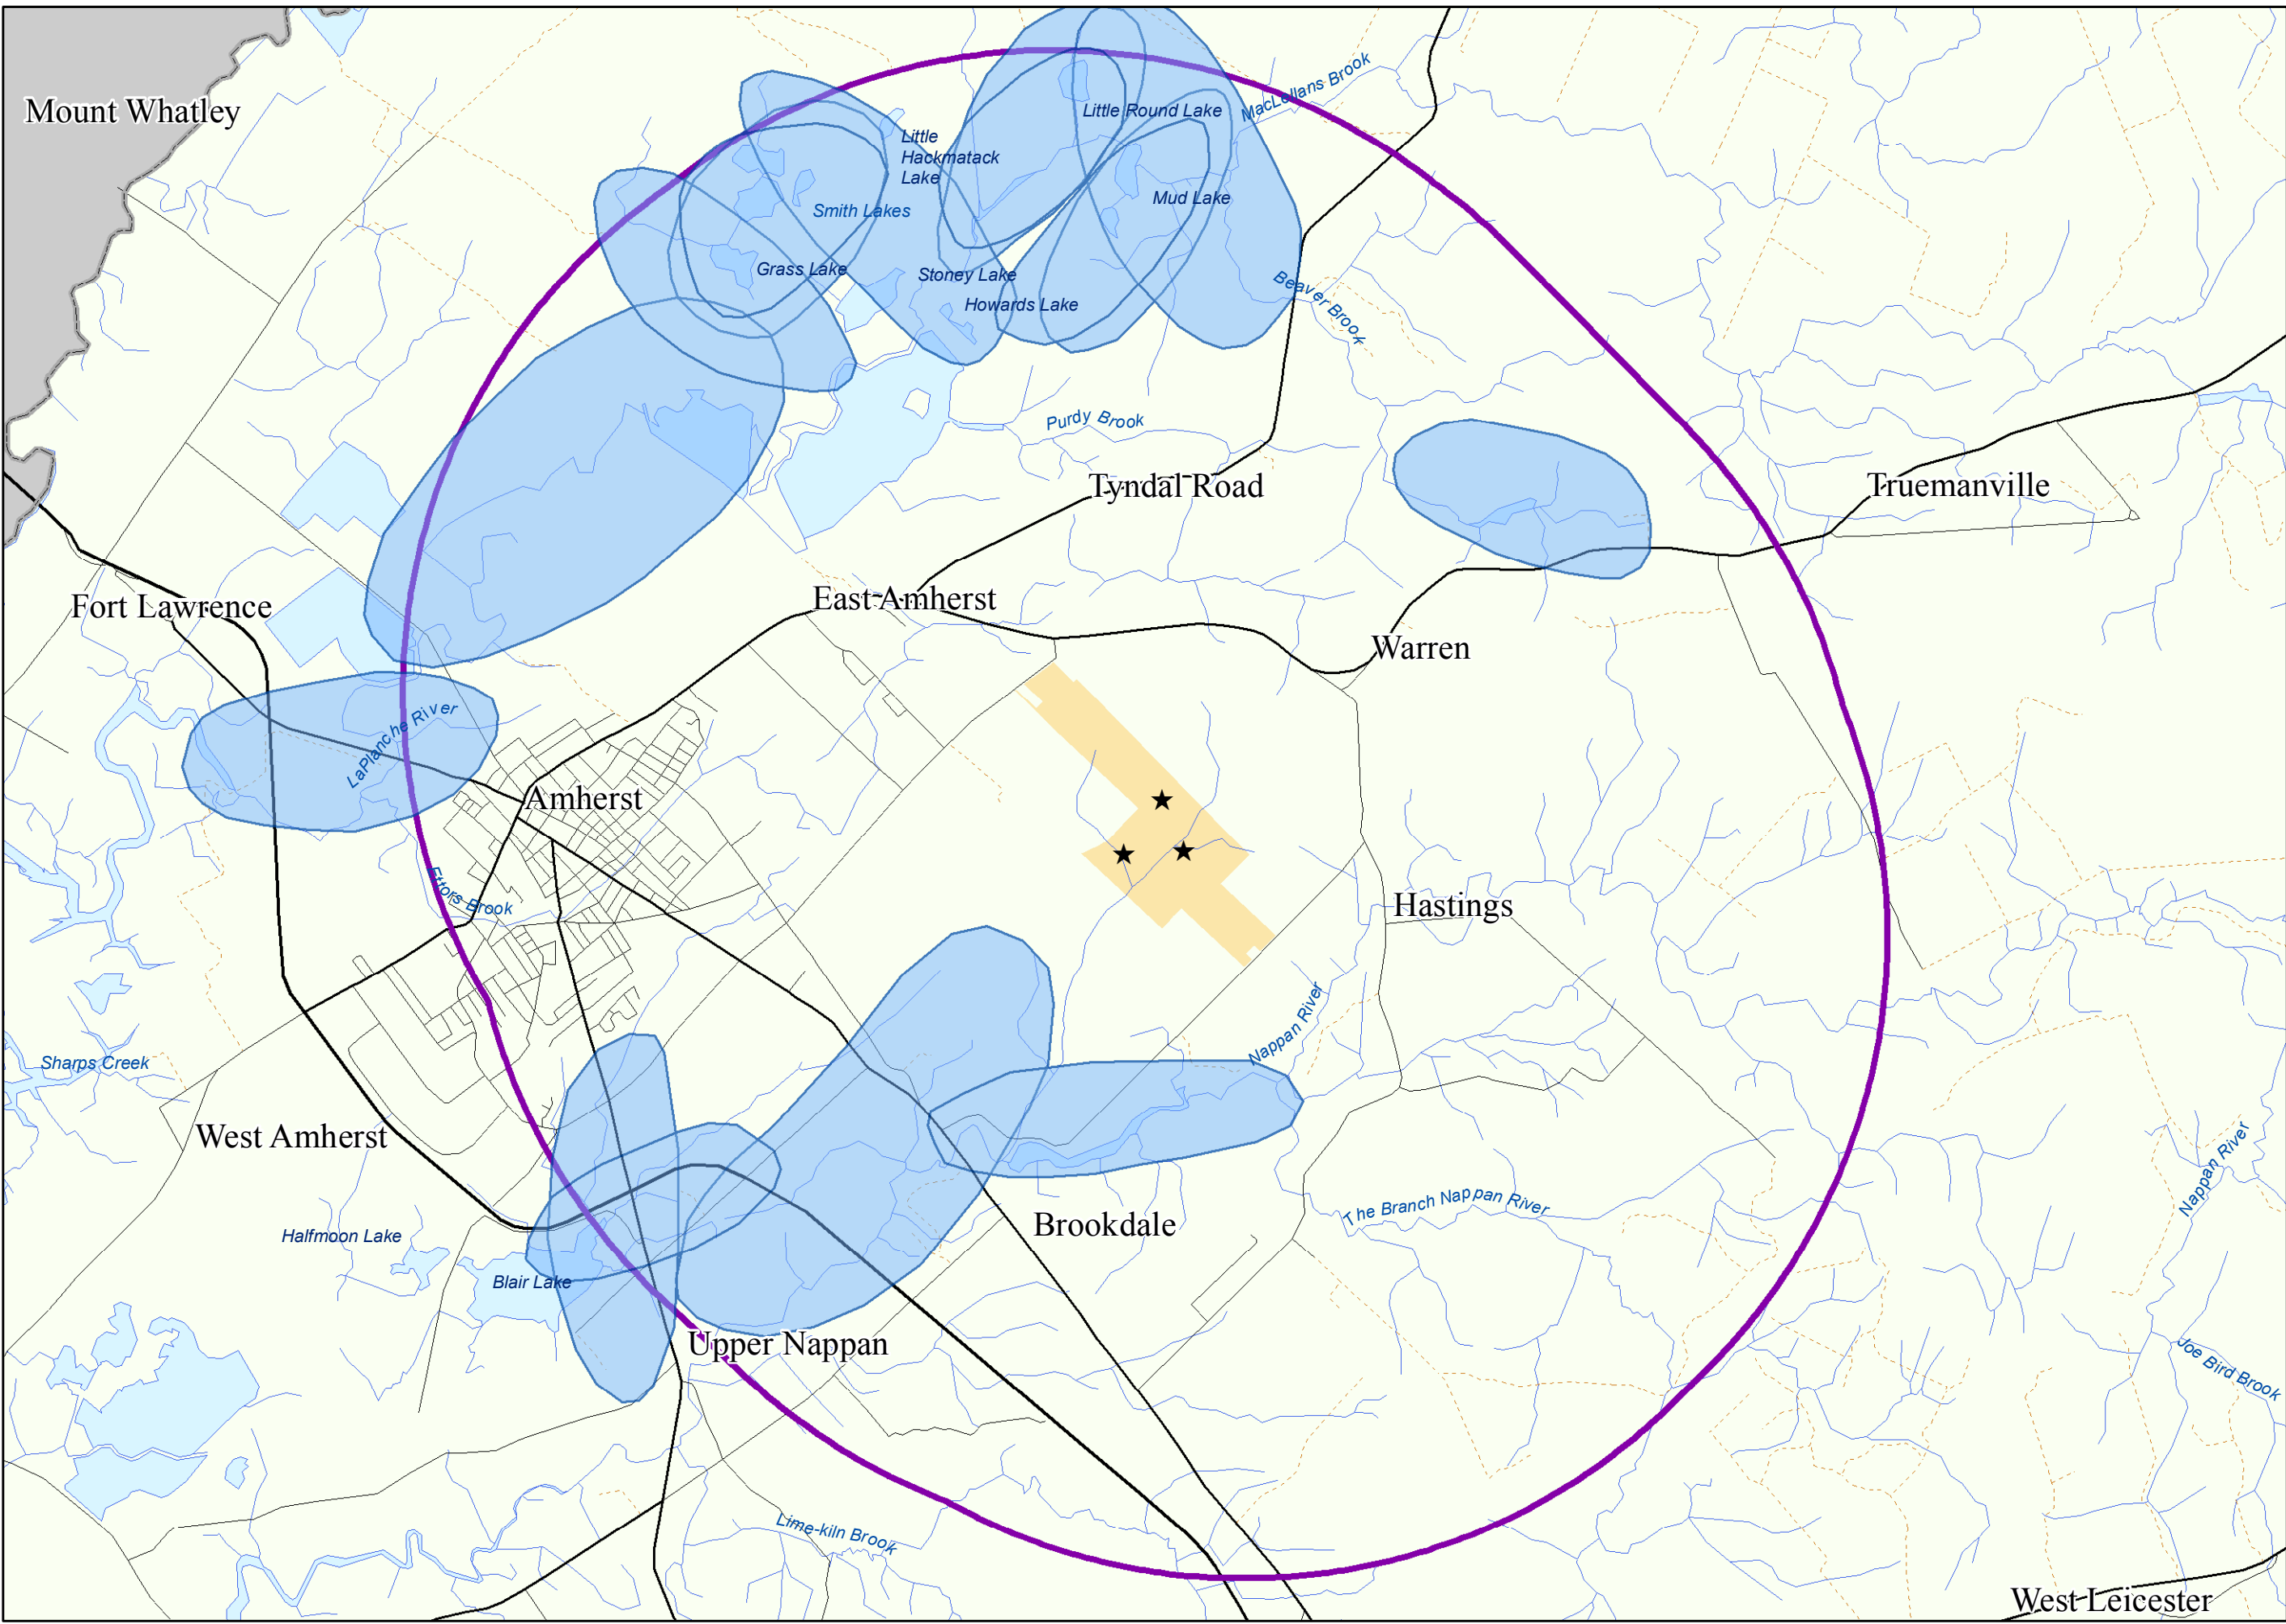 Mount Whatley
MacLellans Brook
Little Round Lake
Little
Hackmatack
Lake
Mud Lake
Smith Lakes
Grass Lake
Stoney Lake
Howards Lake
Beaver Brook
Purdy Brook
Tyndal Road
Truemanville
Fort Lawrence
East Amherst
Warren
LaPlanche River
Amherst
Ettors Brook
Hastings
Nappan River
Sharps Creek
West Amherst
The Branch Nappan River
Nappan River
Brookdale
Halfmoon Lake
Blair Lake
Upper Nappan
Joe Bird Brook
Lime-kiln Brook
West Leicester